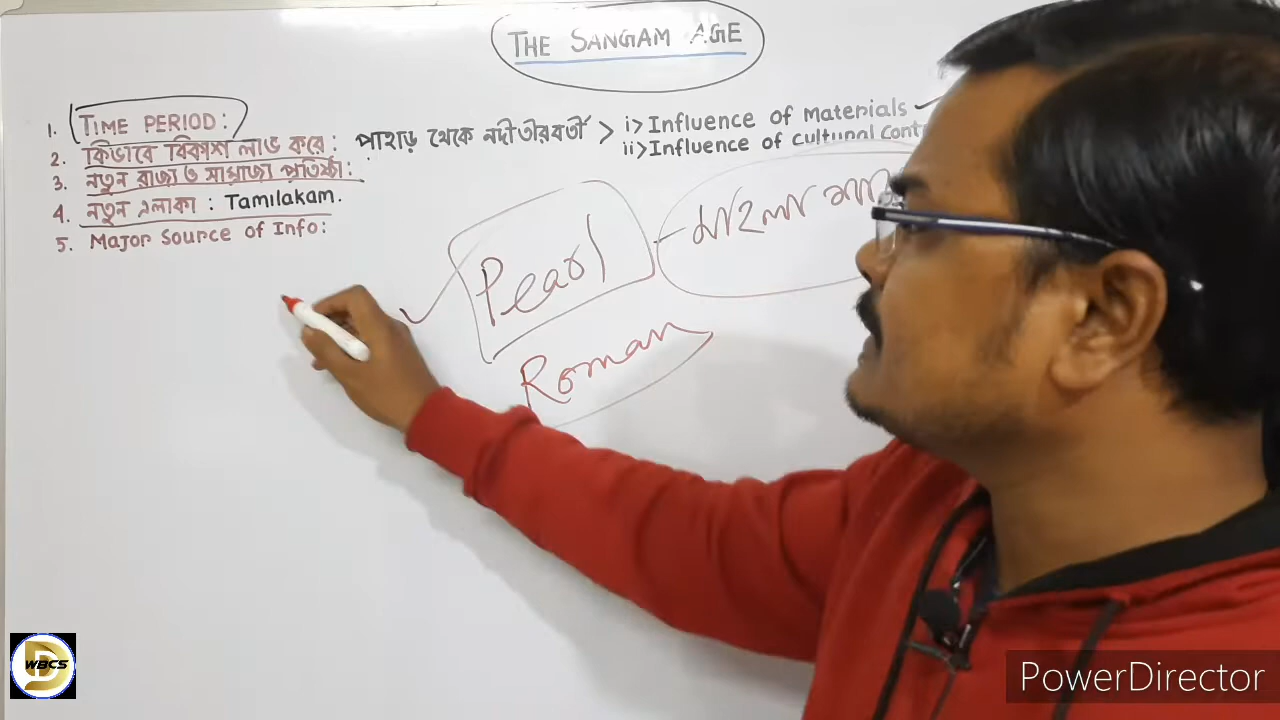 THE SANGAM AGE
1. TIME PERIOD:
2. কিভাবে বিকাশ লাভ করে: পাহাড় থেকে নদীতীরবর্তী > i> Influence of Materials
ii> Influence of cultural cont
3. নতুন রাজ্য ও সাম্রাজ্য প্রতিষ্ঠা:
4. নতুন এলাকা : Tamilakam.
5. Major Source of Info:
Pearl
Roman
WBCS
PowerDirector